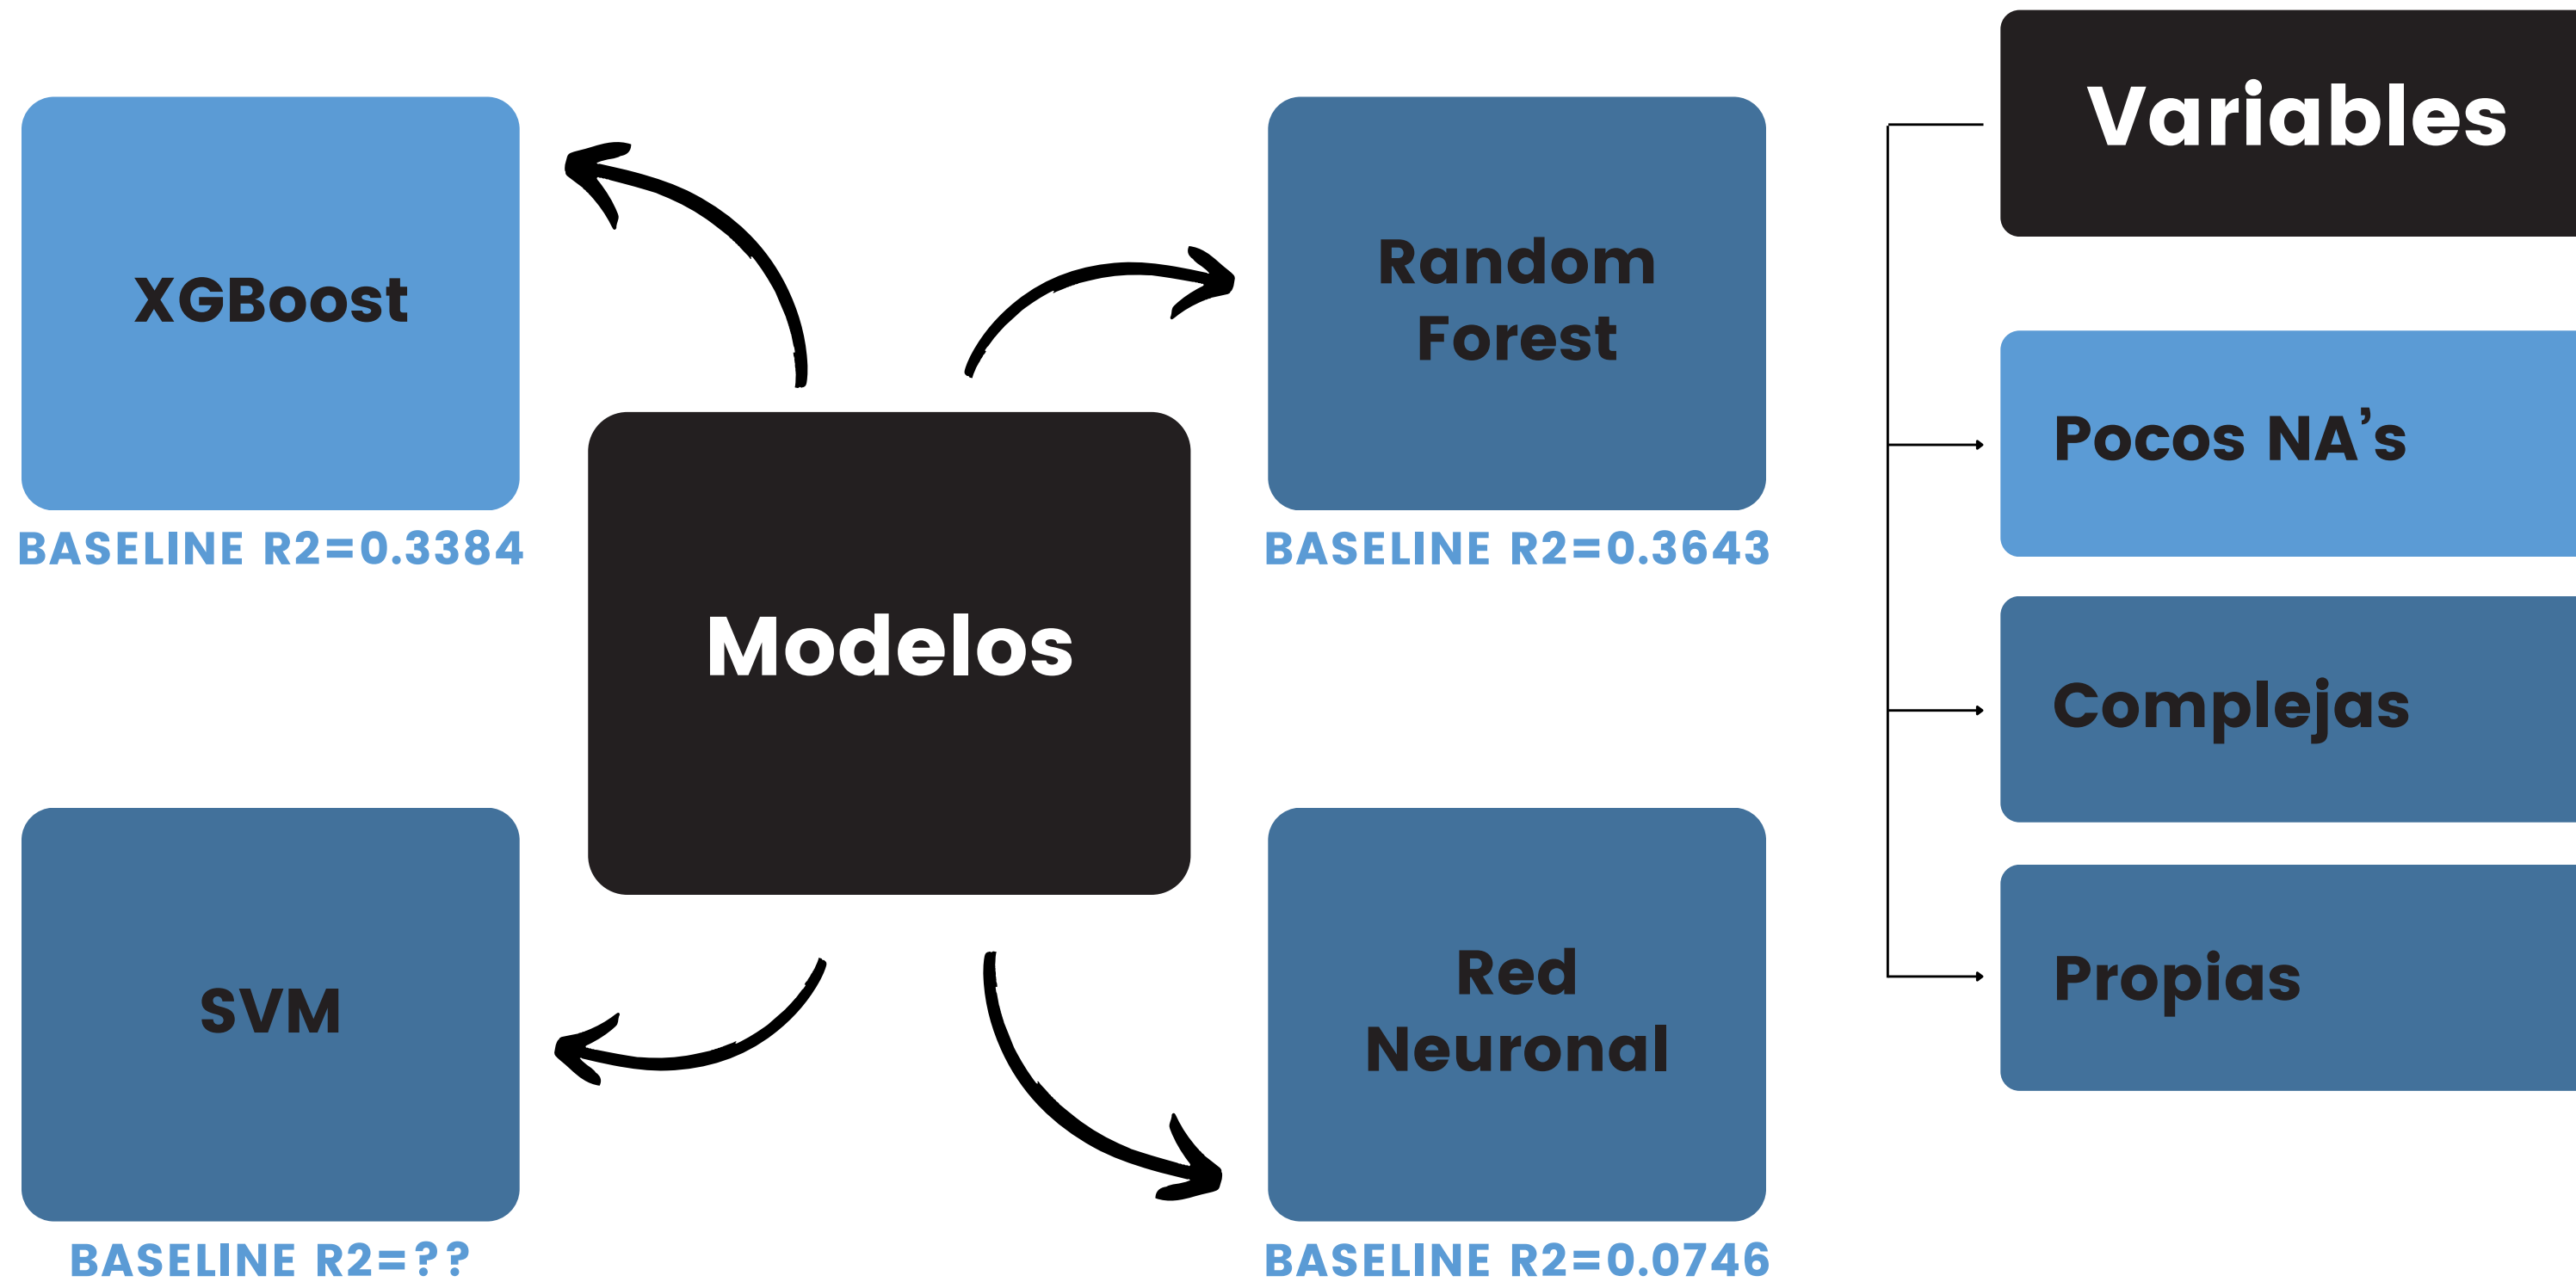 XGBoost
BASELINE R2=0.3384
Random
Forest
BASELINE R2=0.3643
Modelos
SVM
BASELINE R2=??
Red
Neuronal
BASELINE R2=0.0746
Variables
Pocos NA’s
Complejas
Propias